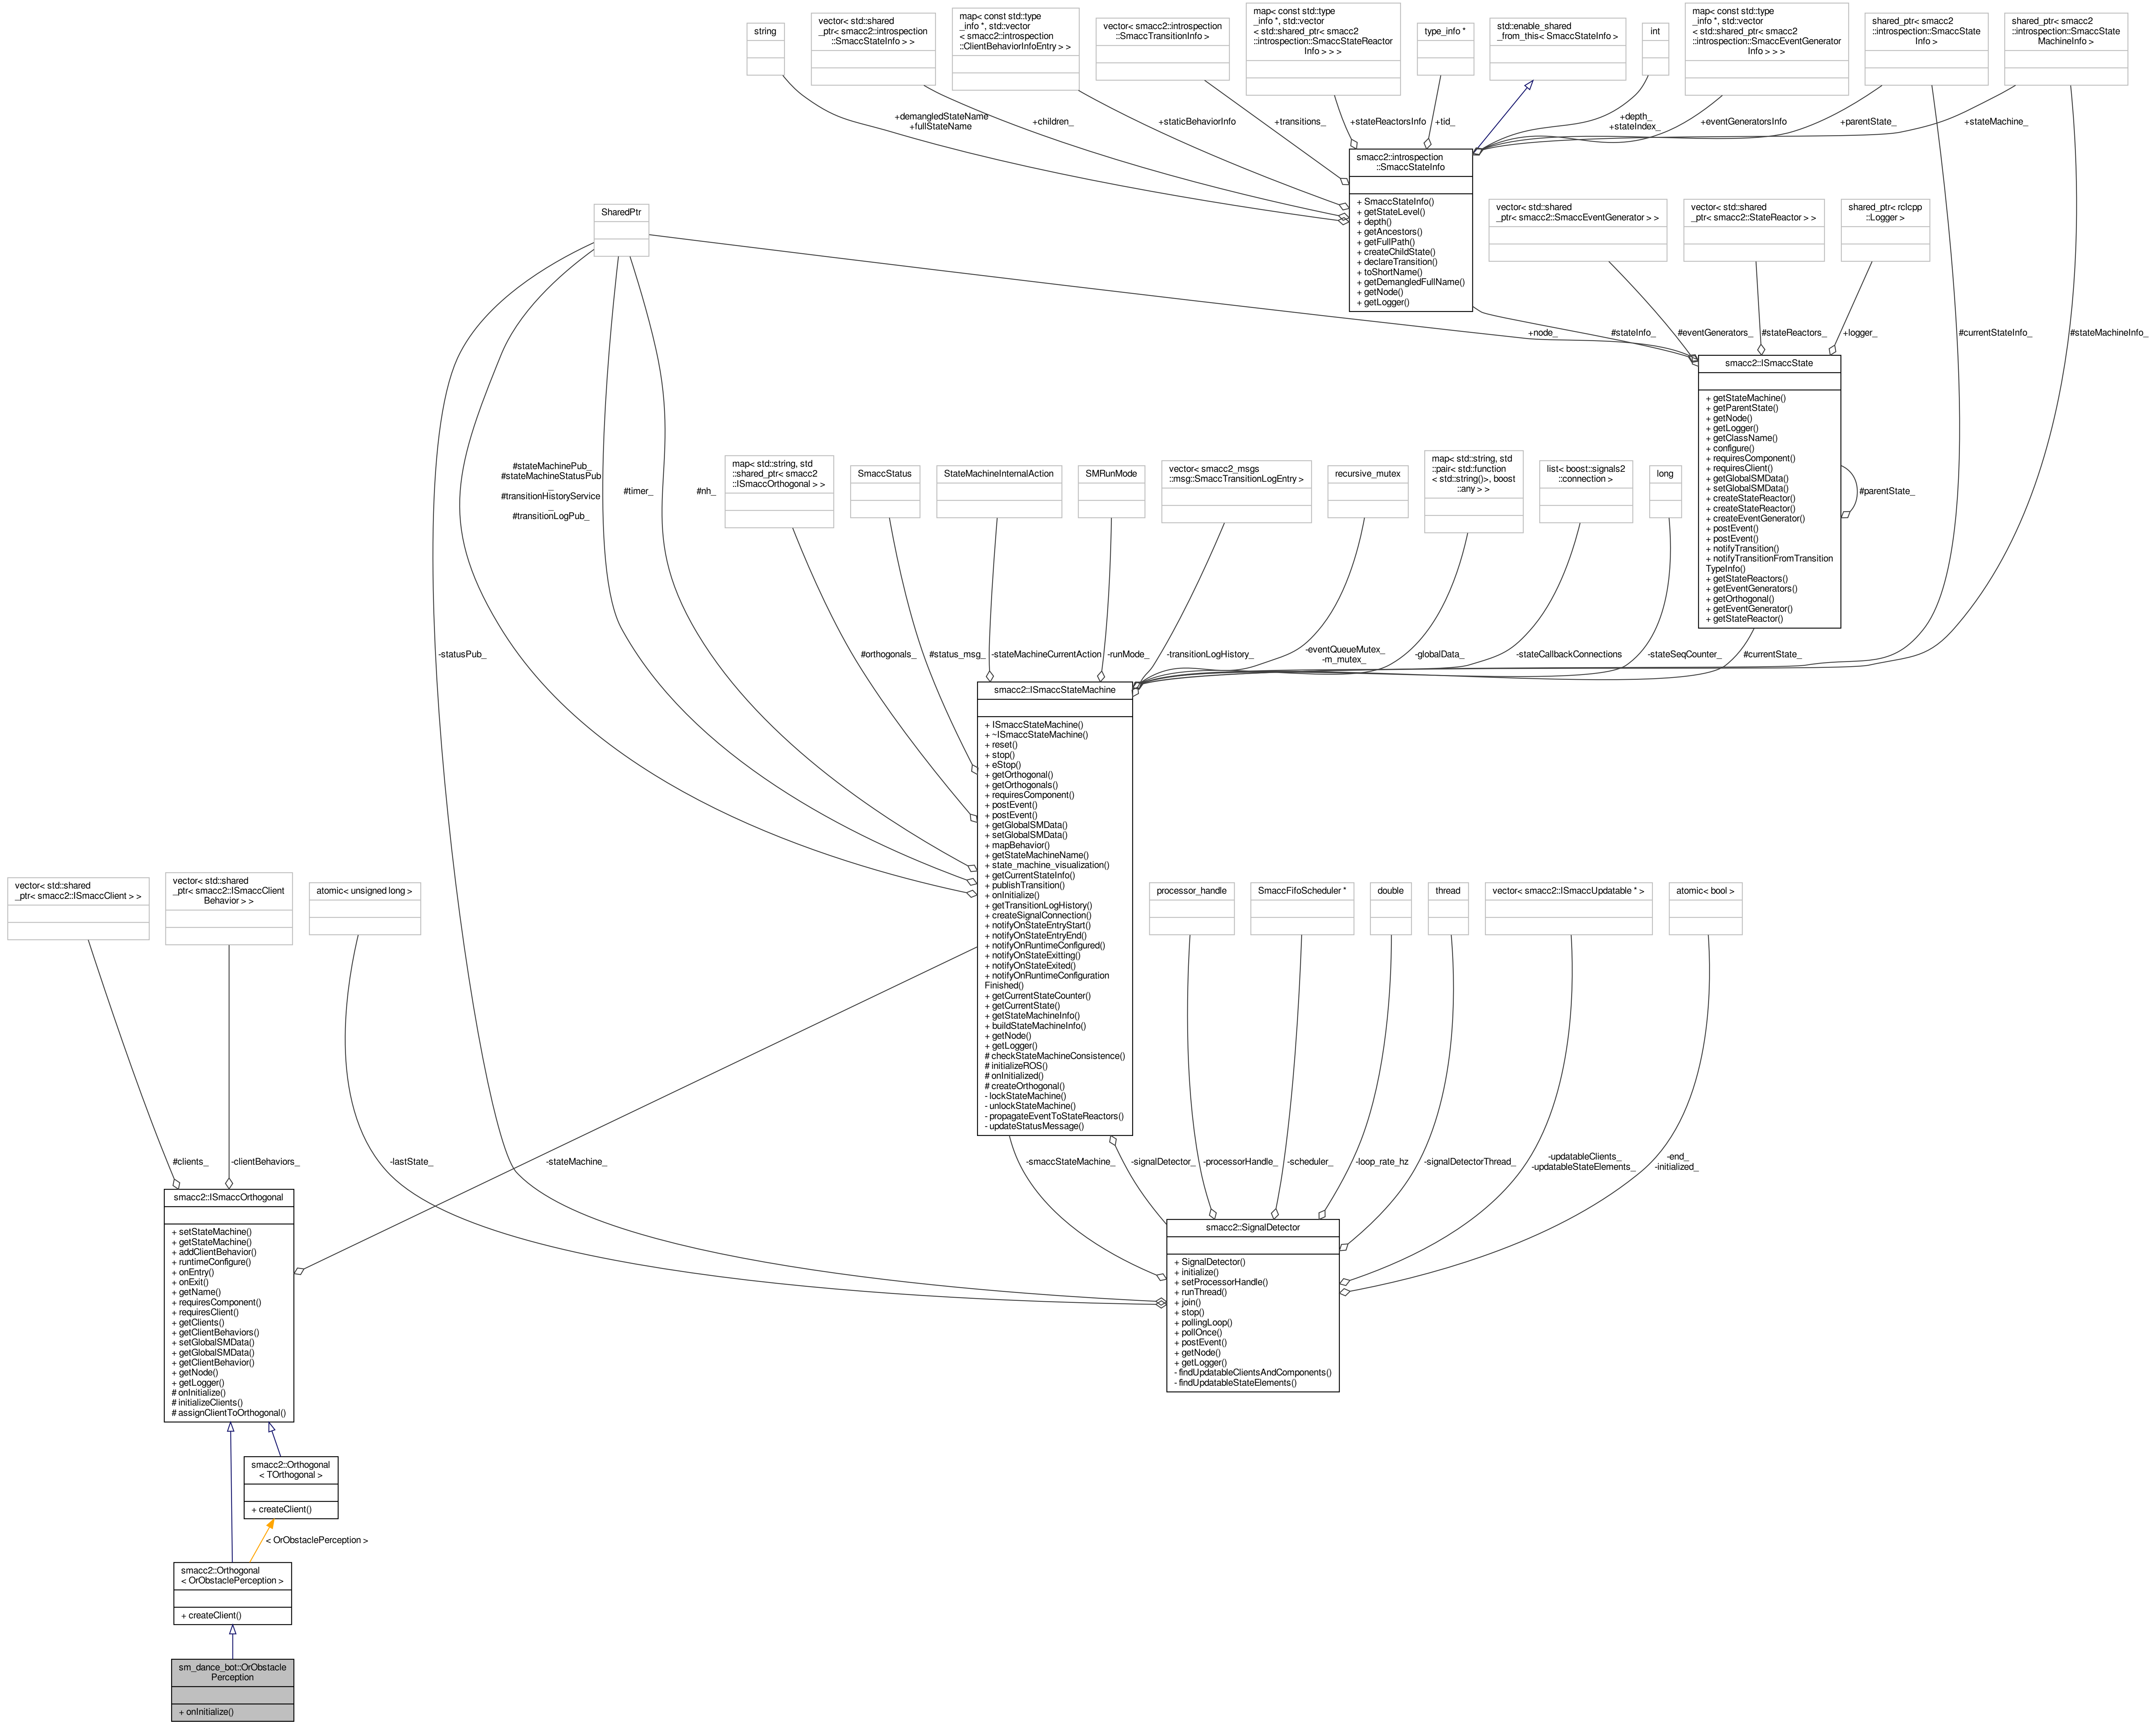 string
vector< std::shared
_ptr< smacc2::introspection
::SmaccStateInfo > >
map< const std::type
_info *, std::vector
< smacc2::introspection
::ClientBehaviorInfoEntry > >
vector< smacc2::introspection
::SmaccTransitionInfo >
map< const std::type
_info *, std::vector
< std::shared_ptr< smacc2
::introspection::SmaccStateReactor
Info > > >
type_info *
std::enable_shared
_from_this< SmaccStateInfo >
int
map< const std::type
_info *, std::vector
< std::shared_ptr< smacc2
::introspection::SmaccEventGenerator
Info > > >
shared_ptr< smacc2
::introspection::SmaccState
Info >
shared_ptr< smacc2
::introspection::SmaccState
MachineInfo >
+demangledStateName
+fullStateName
+children_
+staticBehaviorInfo
+transitions_
+stateReactorsInfo
+tid_
+depth_
+stateIndex_
+eventGeneratorsInfo
+parentState_
+stateMachine_
smacc2::introspection
::SmaccStateInfo
+ SmaccStateInfo()
+ getStateLevel()
+ depth()
+ getAncestors()
+ getFullPath()
+ createChildState()
+ declareTransition()
+ toShortName()
+ getDemangledFullName()
+ getNode()
+ getLogger()
SharedPtr
vector< std::shared
_ptr< smacc2::SmaccEventGenerator > >
vector< std::shared
_ptr< smacc2::StateReactor > >
shared_ptr< rclcpp
::Logger >
+node_
#stateInfo_
#eventGenerators_
#stateReactors_
+logger_
#currentStateInfo_
#stateMachineInfo_
smacc2::ISmaccState
+ getStateMachine()
+ getParentState()
+ getNode()
+ getLogger()
+ getClassName()
+ configure()
+ requiresComponent()
+ requiresClient()
+ getGlobalSMData()
+ setGlobalSMData()
+ createStateReactor()
+ createStateReactor()
+ createEventGenerator()
+ postEvent()
+ postEvent()
+ notifyTransition()
+ notifyTransitionFromTransition
TypeInfo()
+ getStateReactors()
+ getEventGenerators()
+ getOrthogonal()
+ getEventGenerator()
+ getStateReactor()
#parentState_
#stateMachinePub_
#stateMachineStatusPub
_
#transitionHistoryService
_
#transitionLogPub_
#timer_
#nh_
map< std::string, std
::shared_ptr< smacc2
::ISmaccOrthogonal > >
SmaccStatus
StateMachineInternalAction
SMRunMode
vector< smacc2_msgs
::msg::SmaccTransitionLogEntry >
recursive_mutex
map< std::string, std
::pair< std::function
< std::string()>, boost
::any > >
list< boost::signals2
::connection >
long
-statusPub_
#orthogonals_
#status_msg_
-stateMachineCurrentAction
-runMode_
-transitionLogHistory_
-eventQueueMutex_
-m_mutex_
-globalData_
-stateCallbackConnections
-stateSeqCounter_
#currentState_
smacc2::ISmaccStateMachine
+ ISmaccStateMachine()
+ ~ISmaccStateMachine()
+ reset()
+ stop()
+ eStop()
+ getOrthogonal()
+ getOrthogonals()
+ requiresComponent()
+ postEvent()
+ postEvent()
+ getGlobalSMData()
+ setGlobalSMData()
+ mapBehavior()
+ getStateMachineName()
+ state_machine_visualization()
+ getCurrentStateInfo()
+ publishTransition()
+ onInitialize()
+ getTransitionLogHistory()
+ createSignalConnection()
+ notifyOnStateEntryStart()
+ notifyOnStateEntryEnd()
+ notifyOnRuntimeConfigured()
+ notifyOnStateExitting()
+ notifyOnStateExited()
+ notifyOnRuntimeConfiguration
Finished()
+ getCurrentStateCounter()
+ getCurrentState()
+ getStateMachineInfo()
+ buildStateMachineInfo()
+ getNode()
+ getLogger()
# checkStateMachineConsistence()
# initializeROS()
# onInitialized()
# createOrthogonal()
- lockStateMachine()
- unlockStateMachine()
- propagateEventToStateReactors()
- updateStatusMessage()
vector< std::shared
_ptr< smacc2::ISmaccClient > >
vector< std::shared
_ptr< smacc2::ISmaccClient
Behavior > >
atomic< unsigned long >
processor_handle
SmaccFifoScheduler *
double
thread
vector< smacc2::ISmaccUpdatable * >
atomic< bool >
#clients_
-clientBehaviors_
-lastState_
-stateMachine_
-smaccStateMachine_
-signalDetector_
-processorHandle_
-scheduler_
-loop_rate_hz
-signalDetectorThread_
-updatableClients_
-updatableStateElements_
-end_
-initialized_
smacc2::ISmaccOrthogonal
+ setStateMachine()
+ getStateMachine()
+ addClientBehavior()
+ runtimeConfigure()
+ onEntry()
+ onExit()
+ getName()
+ requiresComponent()
+ requiresClient()
+ getClients()
+ getClientBehaviors()
+ setGlobalSMData()
+ getGlobalSMData()
+ getClientBehavior()
+ getNode()
+ getLogger()
# onInitialize()
# initializeClients()
# assignClientToOrthogonal()
smacc2::SignalDetector
+ SignalDetector()
+ initialize()
+ setProcessorHandle()
+ runThread()
+ join()
+ stop()
+ pollingLoop()
+ pollOnce()
+ postEvent()
+ getNode()
+ getLogger()
- findUpdatableClientsAndComponents()
- findUpdatableStateElements()
smacc2::Orthogonal
< TOrthogonal >
+ createClient()
< OrObstaclePerception >
smacc2::Orthogonal
< OrObstaclePerception >
+ createClient()
sm_dance_bot::OrObstacle
Perception
+ onInitialize()